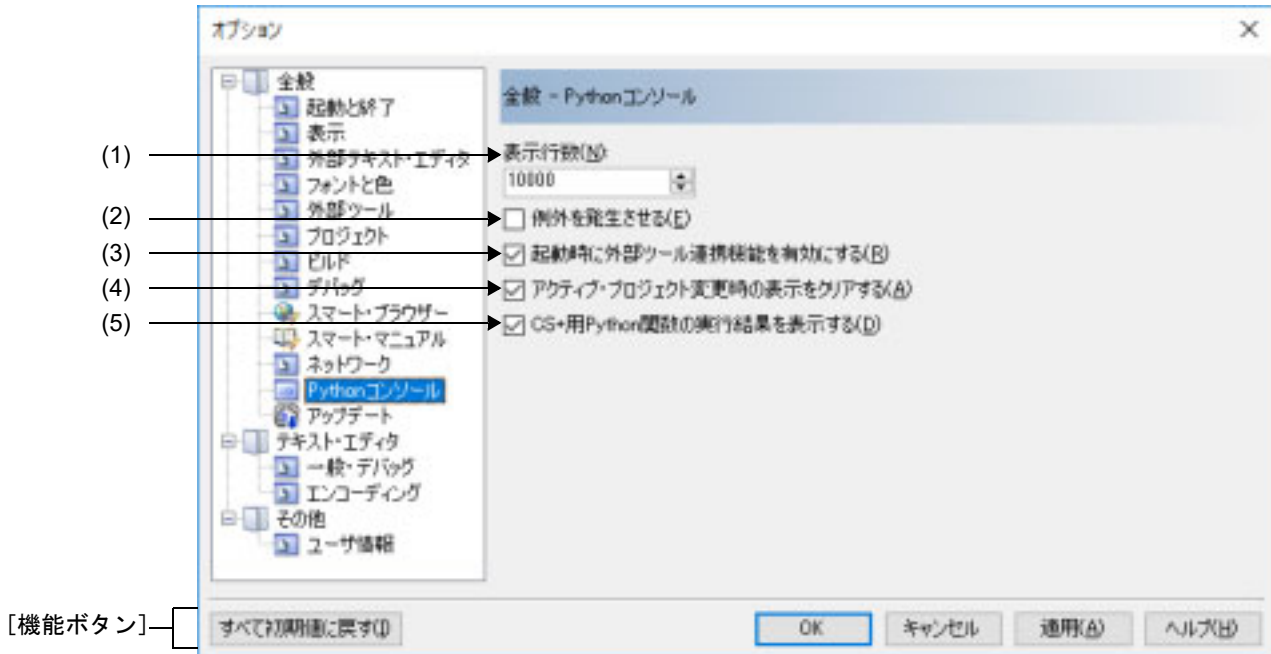 オプション
全般
起動と終了
表示
外部テキスト・エディタ
フォントと色
外部ツール
プロジェクト
ビルド
デバッグ
スマート・ブラウザー
スマート・マニュアル
ネットワーク
Pythonコンソール
アップデート
テキスト・エディタ
一般・デバッグ
エンコーディング
その他
ユーザ情報
全般 - Pythonコンソール
(1)
表示行数(N):
10000
(2)
例外を発生させる(E)
(3)
起動時に外部ツール連携機能を有効にする(R)
(4)
アクティブ・プロジェクト変更時の表示をクリアする(A)
(5)
CS+用Python関数の実行結果を表示する(D)
[機能ボタン]
すべて初期値に戻す(I)
OK
キャンセル
適用(A)
ヘルプ(H)